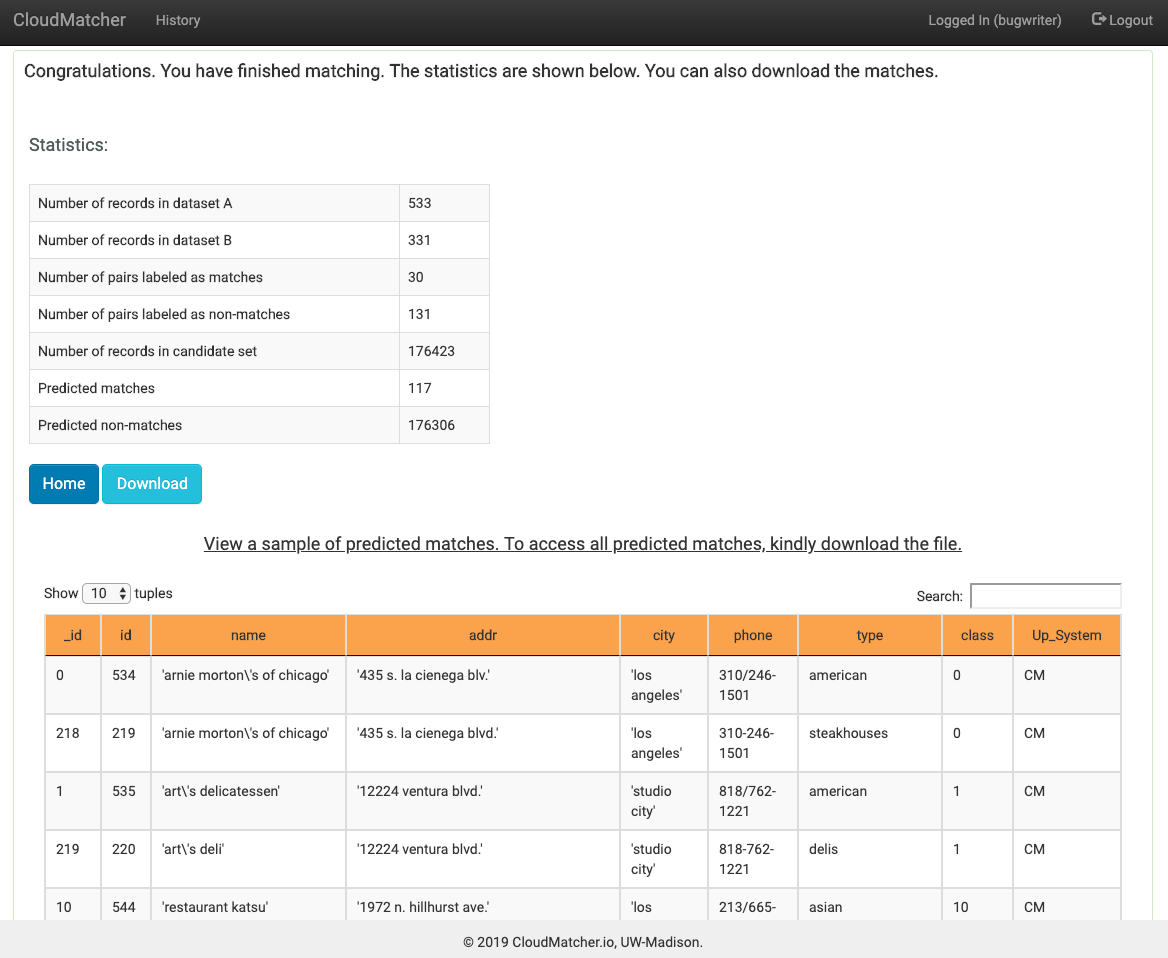 CloudMatcher History Logged In (bugwriter) Logout
Congratulations. You have finished matching. The statistics are shown below. You can also download the matches.
Statistics:
Number of records in dataset A 533
Number of records in dataset B 331
Number of pairs labeled as matches 30
Number of pairs labeled as non-matches 131
Number of records in candidate set 176423
Predicted matches 117
Predicted non-matches 176306
Home Download
View a sample of predicted matches. To access all predicted matches, kindly download the file.
Show 10 tuples Search:
_id id name addr city phone type class Up_System
0 534 'arnie morton\'s of chicago' '435 s. la cienega blv.' 'los angeles' 310/246-1501 american 0 CM
218 219 'arnie morton\'s of chicago' '435 s. la cienega blvd.' 'los angeles' 310-246-1501 steakhouses 0 CM
1 535 'art\'s delicatessen' '12224 ventura blvd.' 'studio city' 818/762-1221 american 1 CM
219 220 'art\'s deli' '12224 ventura blvd.' 'studio city' 818-762-1221 delis 1 CM
10 544 'restaurant katsu' '1972 n. hillhurst ave.' 'los 213/665- asian 10 CM
© 2019 CloudMatcher.io, UW-Madison.